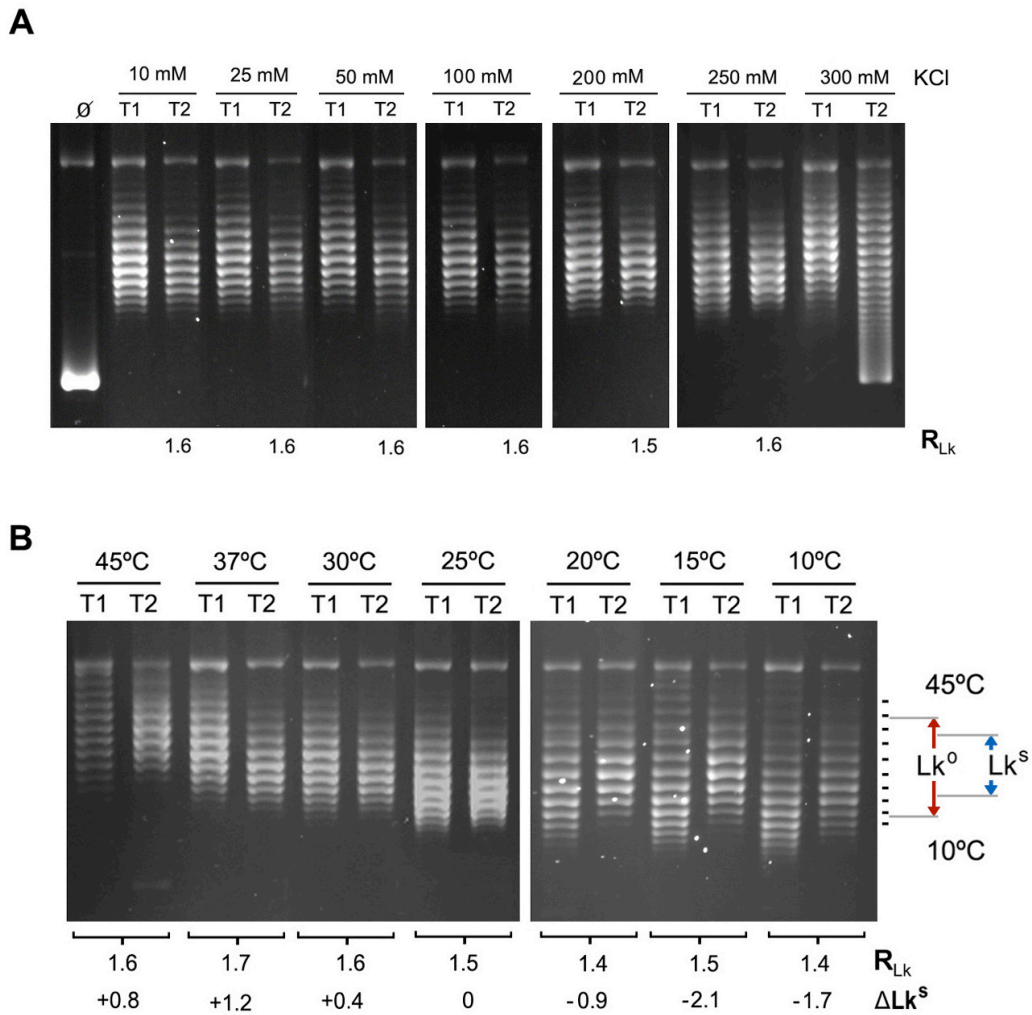 A
10 mM 25 mM 50 mM 100 mM 200 mM 250 mM 300 mM KCl
Ø T1 T2 T1 T2 T1 T2 T1 T2 T1 T2 T1 T2 T1 T2
1.6 1.6 1.6 1.6 1.5 1.6 RLk
B
45ºC 37ºC 30ºC 25ºC 20ºC 15ºC 10ºC
T1 T2 T1 T2 T1 T2 T1 T2 T1 T2 T1 T2 T1 T2
45ºC
Lkº Lkˢ
10ºC
1.6 1.7 1.6 1.5 1.4 1.5 1.4 RLk
+0.8 +1.2 +0.4 0 -0.9 -2.1 -1.7 ΔLkˢ